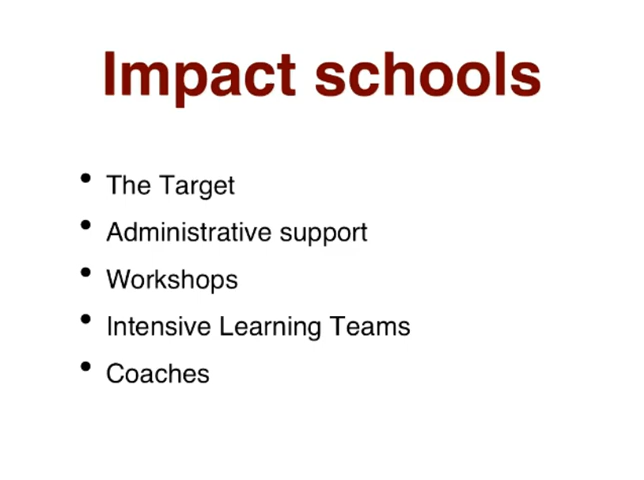 Impact schools
• The Target
• Administrative support
• Workshops
• Intensive Learning Teams
• Coaches